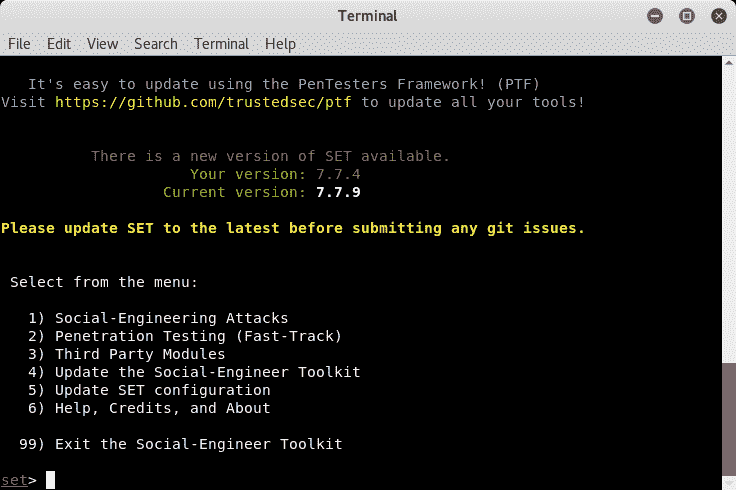 Terminal
File Edit View Search Terminal Help
It's easy to update using the PenTesters Framework! (PTF)
Visit https://github.com/trustedsec/ptf to update all your tools!
There is a new version of SET available.
Your version: 7.7.4
Current version: 7.7.9
Please update SET to the latest before submitting any git issues.
Select from the menu:
1) Social-Engineering Attacks
2) Penetration Testing (Fast-Track)
3) Third Party Modules
4) Update the Social-Engineer Toolkit
5) Update SET configuration
6) Help, Credits, and About
99) Exit the Social-Engineer Toolkit
set>